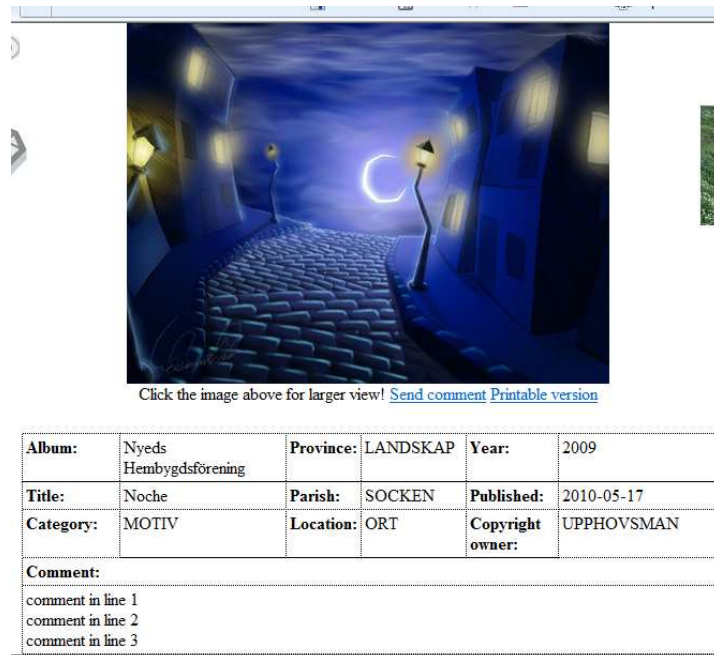 Click the image above for larger view! Send comment Printable version
Album: Nyeds Hembygdsförening Province: LANDSKAP Year: 2009
Title: Noche Parish: SOCKEN Published: 2010-05-17
Category: MOTIV Location: ORT Copyright owner: UPPHOVSMAN
Comment:
comment in line 1
comment in line 2
comment in line 3